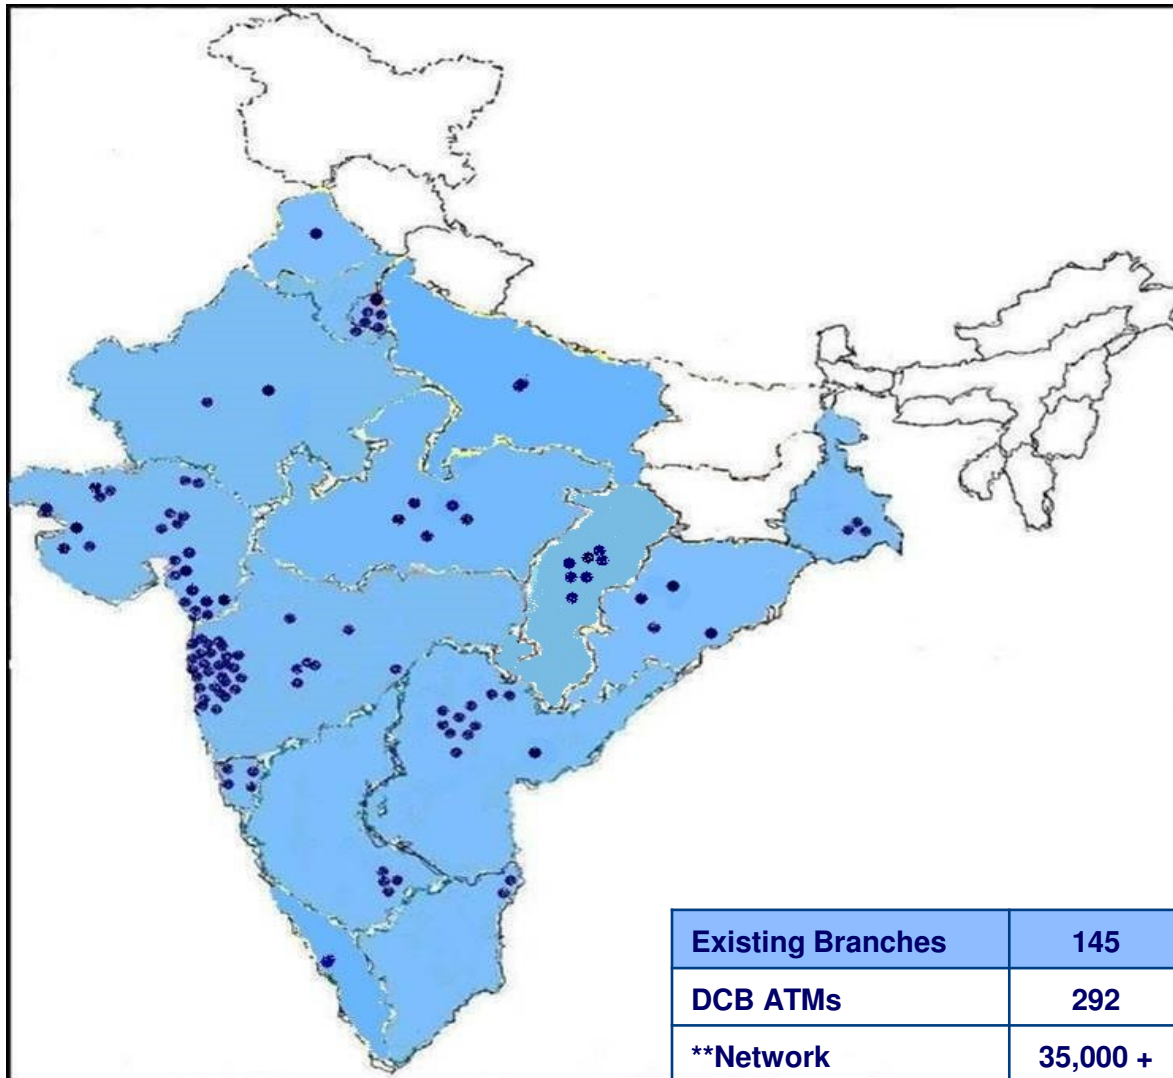 Existing Branches 145
DCB ATMs 292
**Network 35,000 +